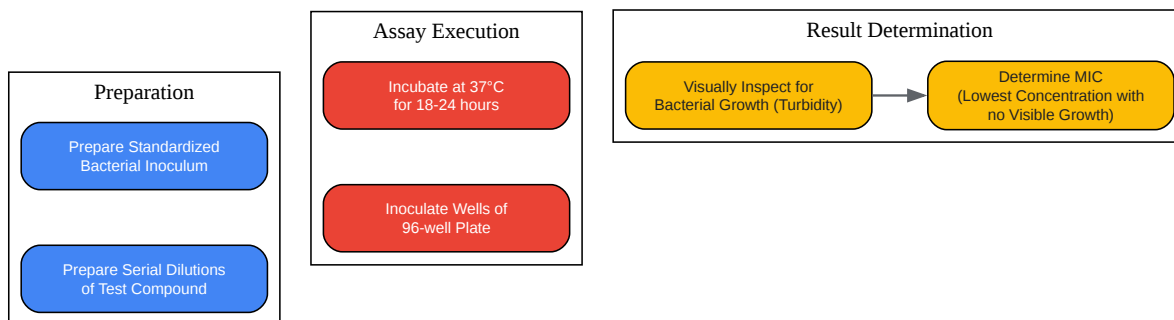 Preparation
Prepare Standardized
Bacterial Inoculum
Prepare Serial Dilutions
of Test Compound
Assay Execution
Incubate at 37°C
for 18-24 hours
Inoculate Wells of
96-well Plate
Result Determination
Visually Inspect for
Bacterial Growth (Turbidity)
Determine MIC
(Lowest Concentration with
no Visible Growth)